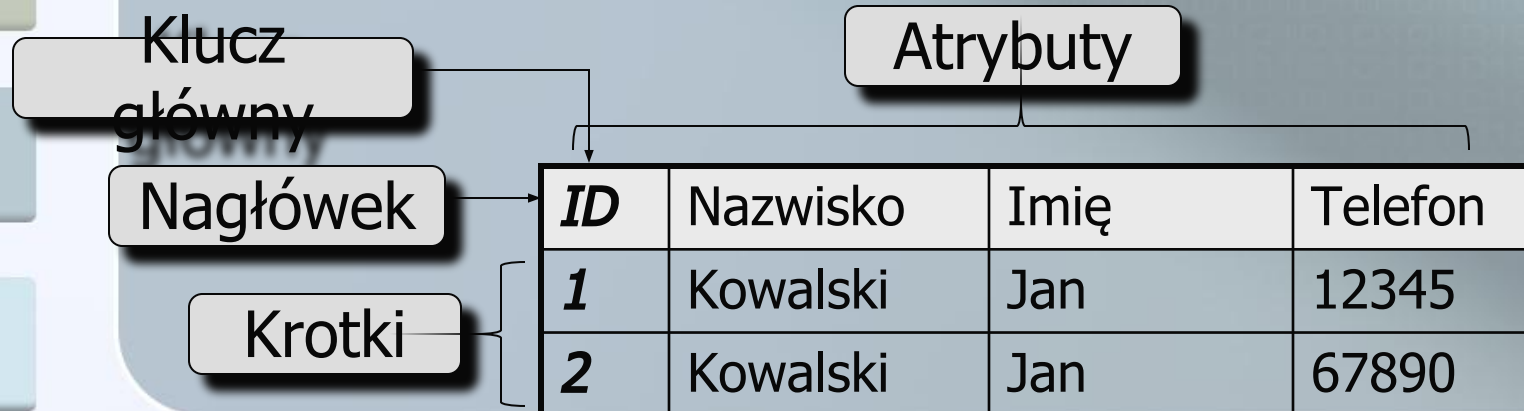 Klucz
główny
Atrybuty
Nagłówek
ID Nazwisko Imię Telefon
Krotki
1 Kowalski Jan 12345
2 Kowalski Jan 67890